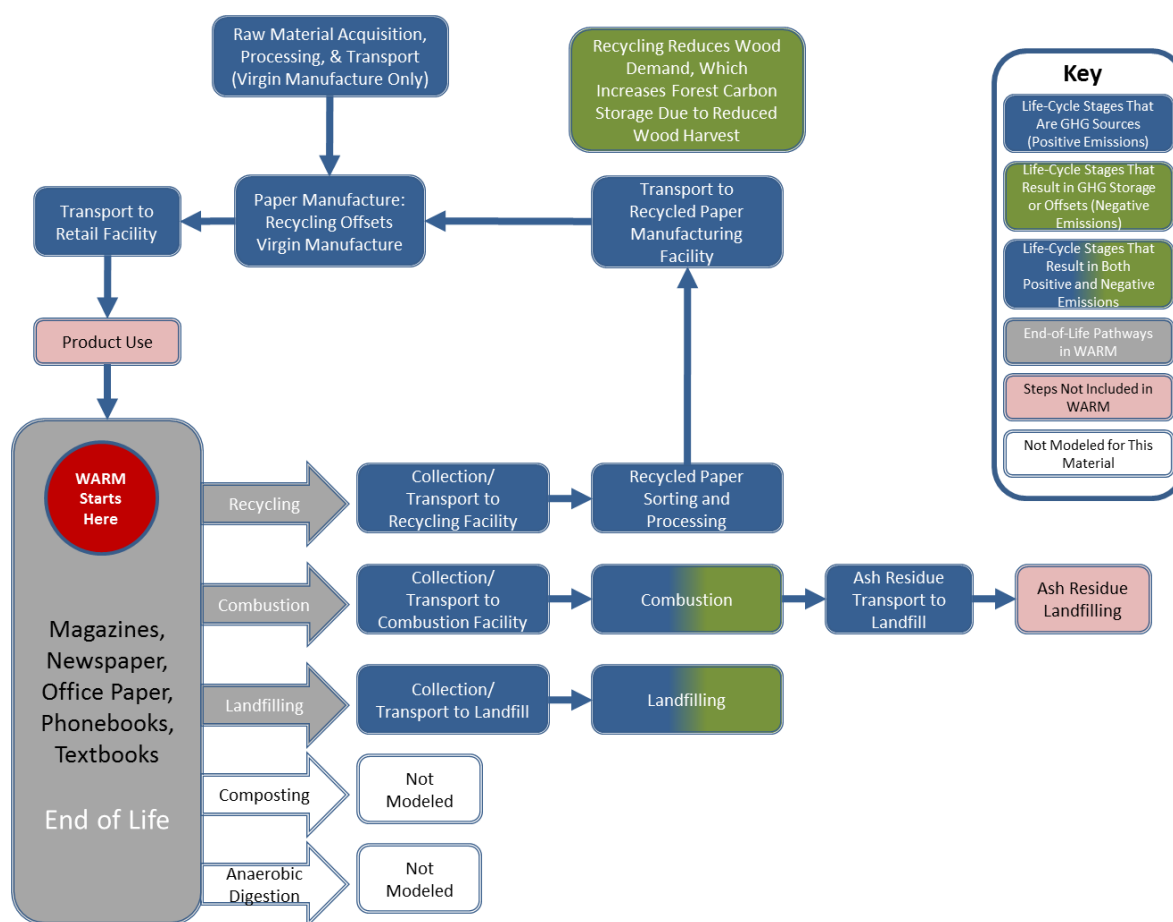 Raw Material Acquisition,
Processing, & Transport
(Virgin Manufacture Only)
Recycling Reduces Wood
Demand, Which
Increases Forest Carbon
Storage Due to Reduced
Wood Harvest
Key
Life-Cycle Stages That
Are GHG Sources
(Positive Emissions)
Life-Cycle Stages That
Result in GHG Storage
or Offsets (Negative
Emissions)
Life-Cycle Stages That
Result in Both
Positive and Negative
Emissions
End-of-Life Pathways
in WARM
Steps Not Included in
WARM
Not Modeled for This
Material
Transport to
Retail Facility
Paper Manufacture:
Recycling Offsets
Virgin Manufacture
Transport to
Recycled Paper
Manufacturing
Facility
Product Use
WARM
Starts
Here
Magazines,
Newspaper,
Office Paper,
Phonebooks,
Textbooks
End of Life
Recycling
Collection/
Transport to
Recycling Facility
Recycled Paper
Sorting and
Processing
Combustion
Collection/
Transport to
Combustion Facility
Combustion
Ash Residue
Transport to
Landfill
Ash Residue
Landfilling
Landfilling
Collection/
Transport to Landfill
Landfilling
Composting
Not
Modeled
Anaerobic
Digestion
Not
Modeled